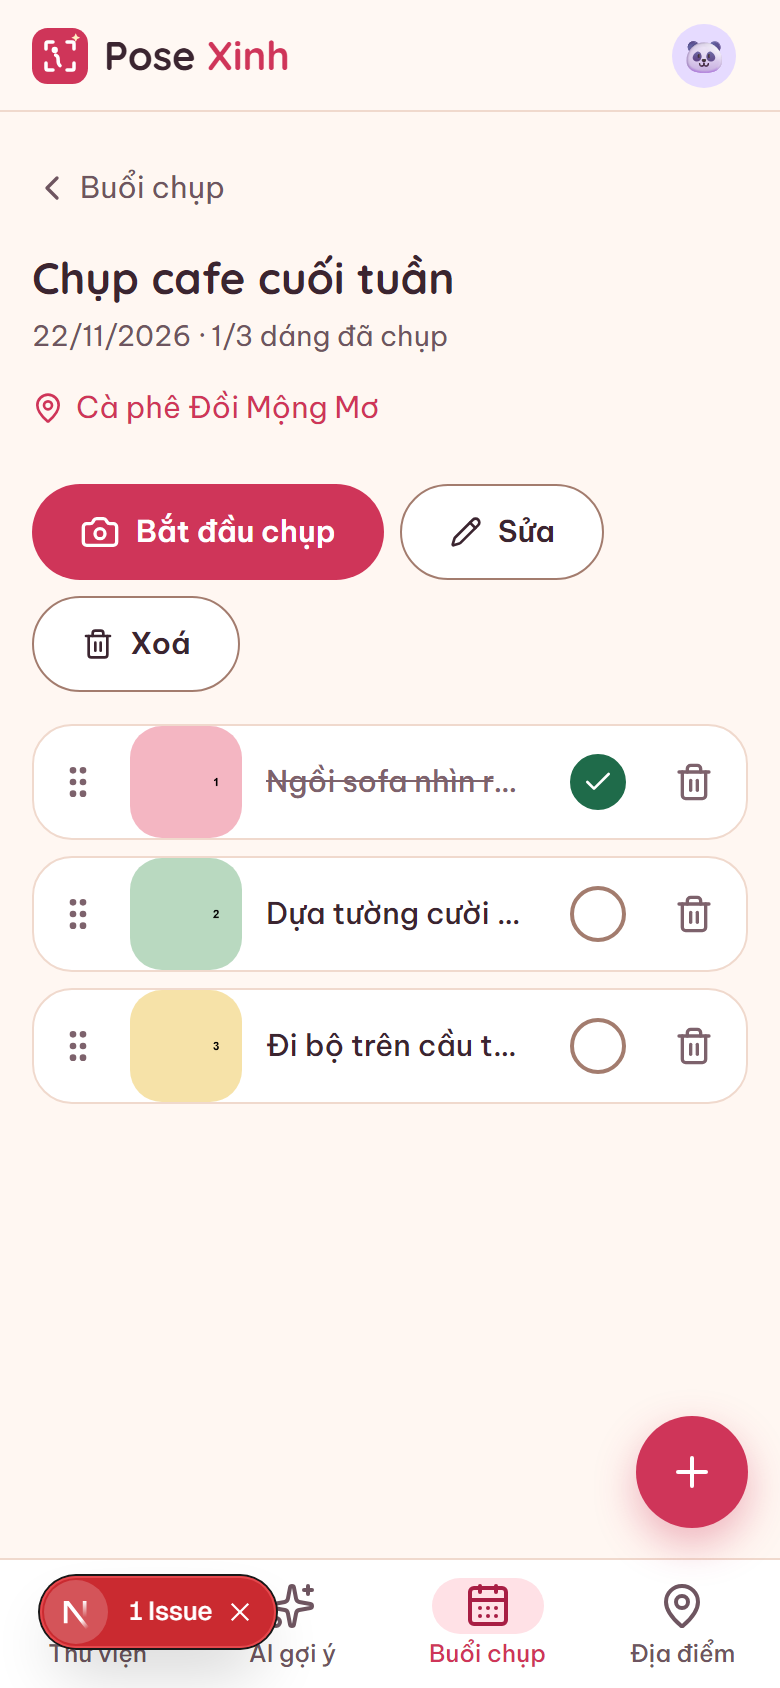 Pose Xinh
Buổi chụp
Chụp cafe cuối tuần
22/11/2026 · 1/3 dáng đã chụp
Cà phê Đồi Mộng Mơ
Bắt đầu chụp
Sửa
Xoá
1
Ngồi sofa nhìn r...
2
Dựa tường cười ...
3
Đi bộ trên cầu t...
N 1 Issue
Thư viện
AI gợi ý
Buổi chụp
Địa điểm